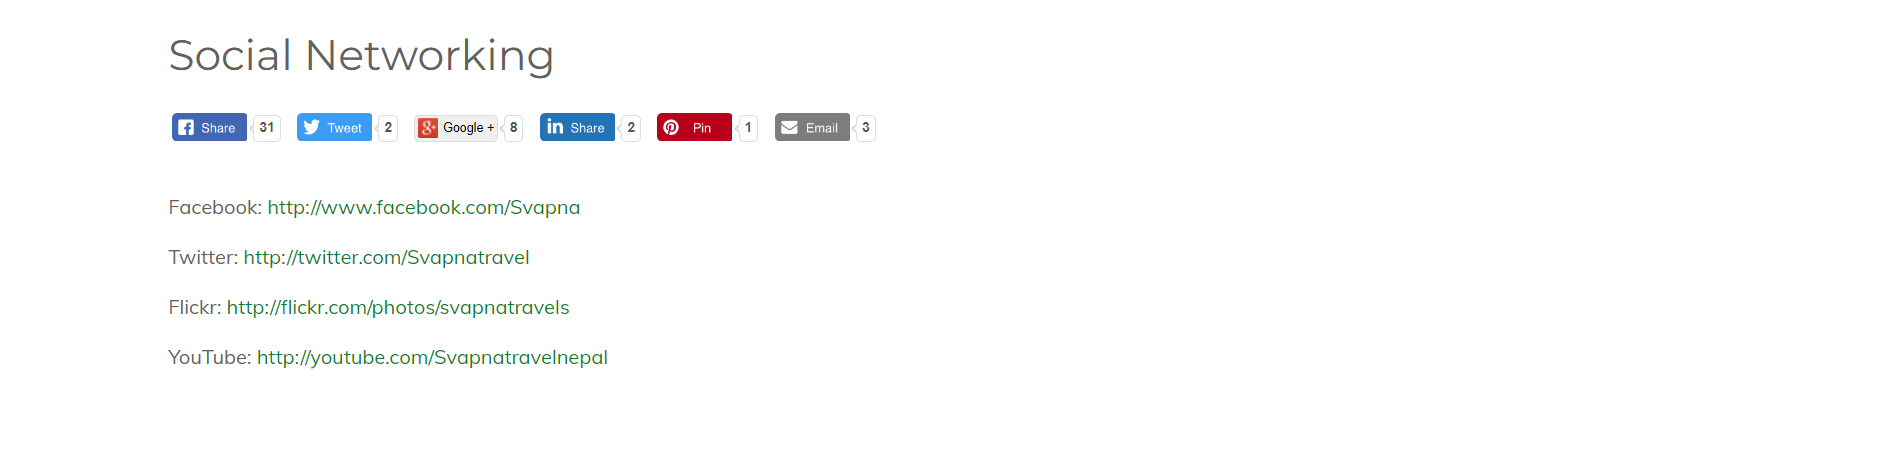 Social Networking
Share 31 Tweet 2 Google + 8 Share 2 Pin 1 Email 3
Facebook: http://www.facebook.com/Svapna
Twitter: http://twitter.com/Svapnatravel
Flickr: http://flickr.com/photos/svapnatravels
YouTube: http://youtube.com/Svapnatravelnepal